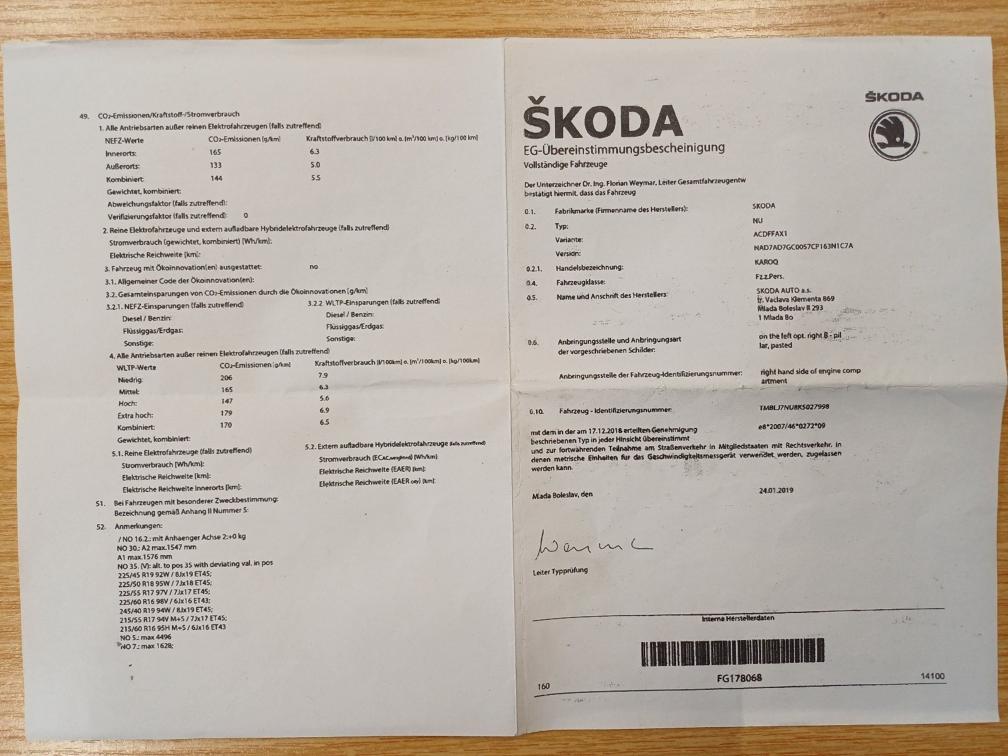 49. CO₂-Emissionen/Kraftstoff-/Stromverbrauch
1. Alle Antriebsarten außer reinen Elektrofahrzeugen (falls zutreffend)
NEFZ-Werte CO₂-Emissionen [g/km] Kraftstoffverbrauch [l/100 km] o. [m³/100 km] o. [kg/100 km]
Innerorts: 165 6.3
Außerorts: 133 5.0
Kombiniert: 144 5.5
Gewichtet, kombiniert:
Abweichungsfaktor (falls zutreffend):
Verifizierungsfaktor (falls zutreffend): 0
2. Reine Elektrofahrzeuge und extern aufladbare Hybridelektrofahrzeuge (falls zutreffend)
Stromverbrauch (gewichtet, kombiniert) [Wh/km]:
Elektrische Reichweite [km]:
3. Fahrzeug mit Ökoinnovation(en) ausgestattet: no
3.1. Allgemeiner Code der Ökoinnovation(en):
3.2. Gesamteinsparungen von CO₂-Emissionen durch die Ökoinnovationen [g/km]
3.2.1. NEFZ-Einsparungen (falls zutreffend) 3.2.2 WLTP-Einsparungen (falls zutreffend)
Diesel / Benzin: Diesel / Benzin:
Flüssiggas/Erdgas: Flüssiggas/Erdgas:
Sonstige: Sonstige:
4. Alle Antriebsarten außer reinen Elektrofahrzeugen (falls zutreffend)
WLTP-Werte CO₂-Emissionen [g/km] Kraftstoffverbrauch [l/100km] o. [m³/100km] o. [kg/100km]
Niedrig: 206 7.9
Mittel: 165 6.3
Hoch: 147 5.6
Extra hoch: 179 6.9
Kombiniert: 170 6.5
Gewichtet, kombiniert:
5.1. Reine Elektrofahrzeuge (falls zutreffend) 5.2. Extern aufladbare Hybridelektrofahrzeuge (falls zutreffend)
Stromverbrauch [Wh/km]: Stromverbrauch (ECAC,weighted) [Wh/km]:
Elektrische Reichweite [km]: Elektrische Reichweite (EAER) [km]:
Elektrische Reichweite innerorts [km]: Elektrische Reichweite (EAER city) [km]:
51. Bei Fahrzeugen mit besonderer Zweckbestimmung:
Bezeichnung gemäß Anhang II Nummer 5:
52. Anmerkungen:
/ NO 16.2.: mit Anhaenger Achse 2:+0 kg
NO 30.: A2 max.1547 mm
A1 max.1576 mm
NO 35. (V): alt. to pos 35 with deviating val. in pos
225/45 R19 92W / 8Jx19 ET45;
225/50 R18 95W / 7Jx18 ET45;
225/55 R17 97V / 7Jx17 ET45;
225/60 R16 98V / 6Jx16 ET43;
245/40 R19 94W / 8Jx19 ET45;
215/55 R17 94V M+S / 7Jx17 ET45;
215/60 R16 95H M+S / 6Jx16 ET43
NO 5.: max 4496
NO 7.: max 1628;
ŠKODA
ŠKODA
EG-Übereinstimmungsbescheinigung
Vollständige Fahrzeuge
Der Unterzeichner Dr. Ing. Florian Weymar, Leiter Gesamtfahrzeugentw
bestätigt hiermit, dass das Fahrzeug
0.1. Fabrikmarke (Firmenname des Herstellers): SKODA
0.2. Typ: NU
Variante: ACDFFAX1
Version: NAD7AD7GC0057CP163N1C7A
0.2.1. Handelsbezeichnung: KAROQ
0.4. Fahrzeugklasse: Fz.z.Pers.
0.5. Name und Anschrift des Herstellers: SKODA AUTO a.s.
tr. Vaclava Klementa 869
Mlada Boleslav II 293
1 Mlada Bo
0.6. Anbringungsstelle und Anbringungsart on the left opt. right B - pil
der vorgeschriebenen Schilder: lar, pasted
Anbringungsstelle der Fahrzeug-Identifizierungsnummer: right hand side of engine comp
artment
0.10. Fahrzeug - Identifizierungsnummer: TMBLJ7NU8K5027998
mit dem in der am 17.12.2018 erteilten Genehmigung e8*2007/46*0272*09
beschriebenen Typ in jeder Hinsicht übereinstimmt
und zur fortwährenden Teilnahme am Straßenverkehr in Mitgliedstaaten mit Rechtsverkehr, in
denen metrische Einheiten für das Geschwindigkeitsmessgerät verwendet werden, zugelassen
werden kann.
Mlada Boleslav, den 24.01.2019
Leiter Typprüfung
Interne Herstellerdaten
FG178068
160 14100